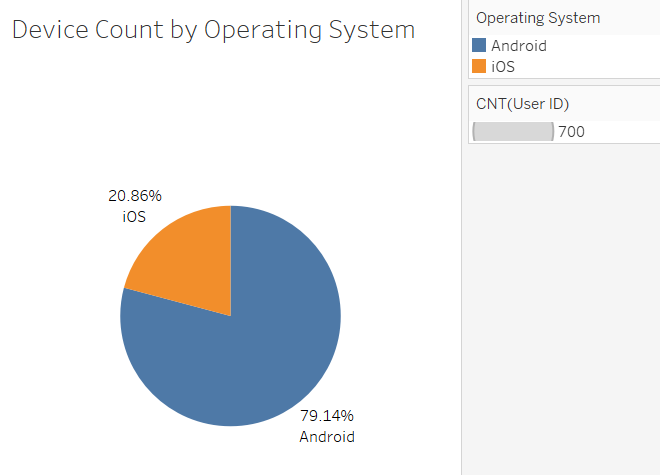 Device Count by Operating System
20.86%
iOS
79.14%
Android
Operating System
Android
iOS
CNT(User ID)
700